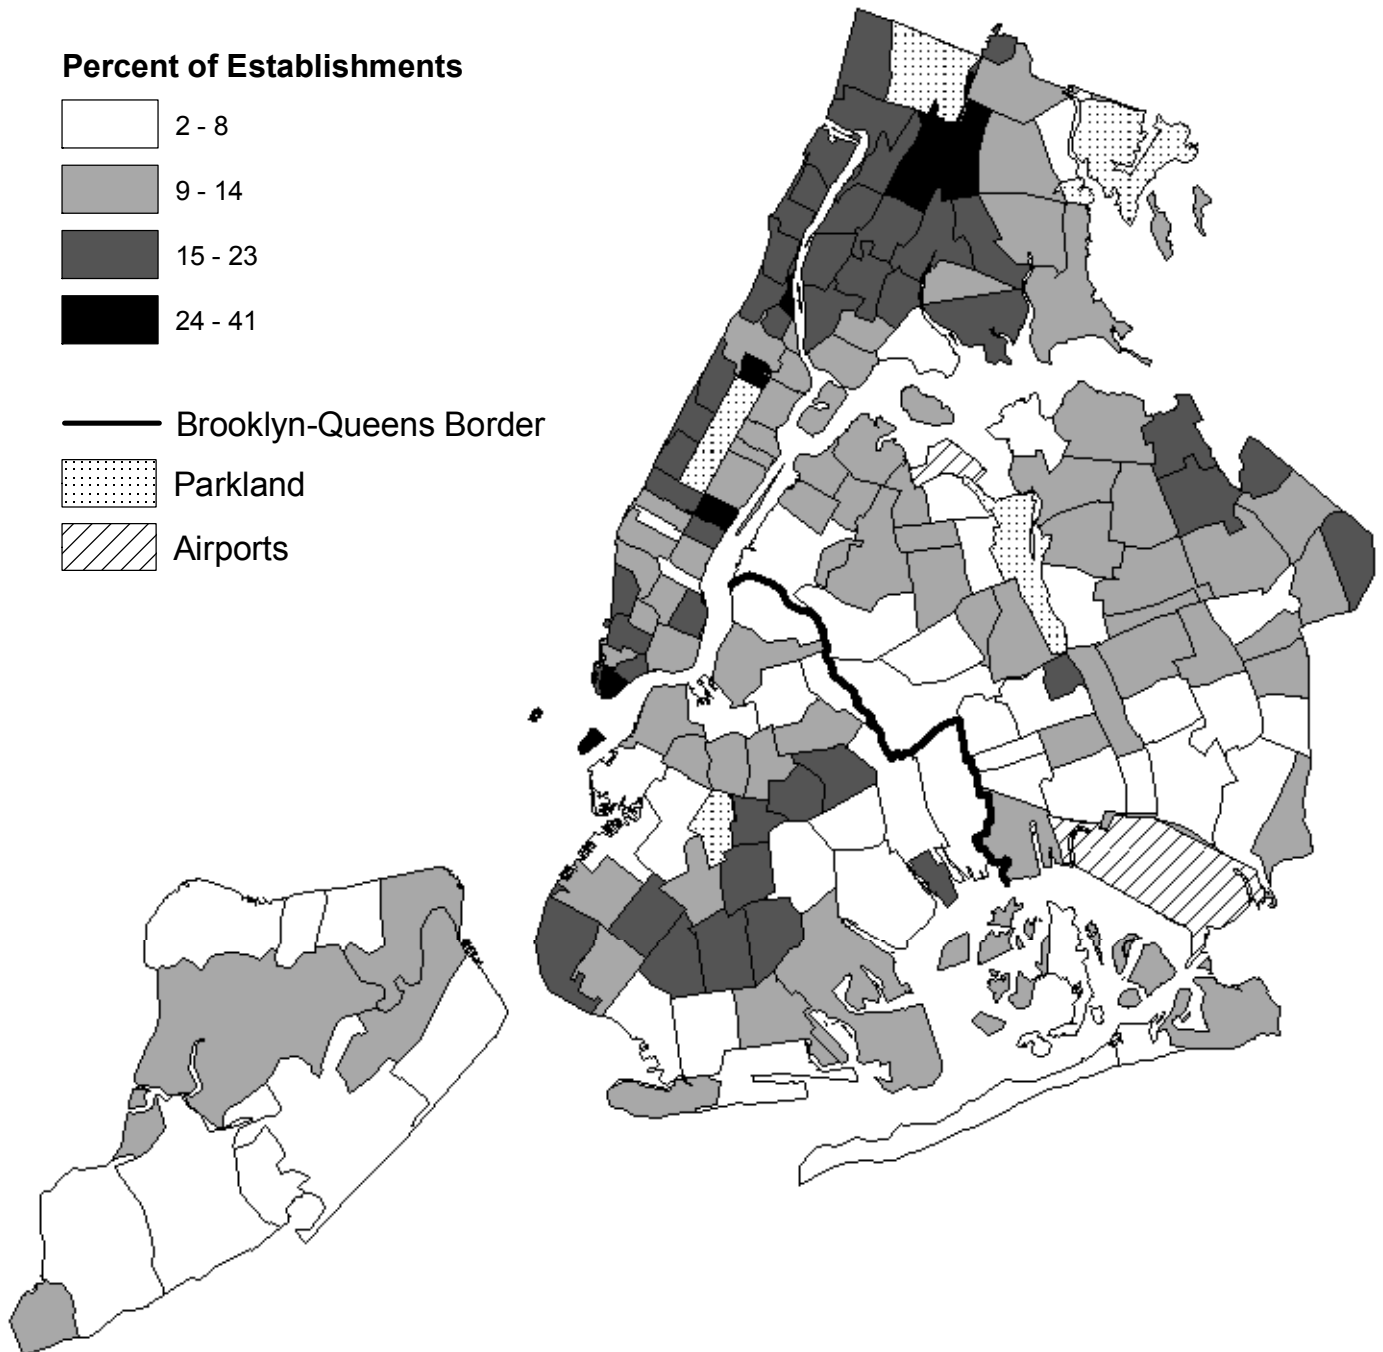 Percent of Establishments
2 - 8
9 - 14
15 - 23
24 - 41
Brooklyn-Queens Border
Parkland
Airports